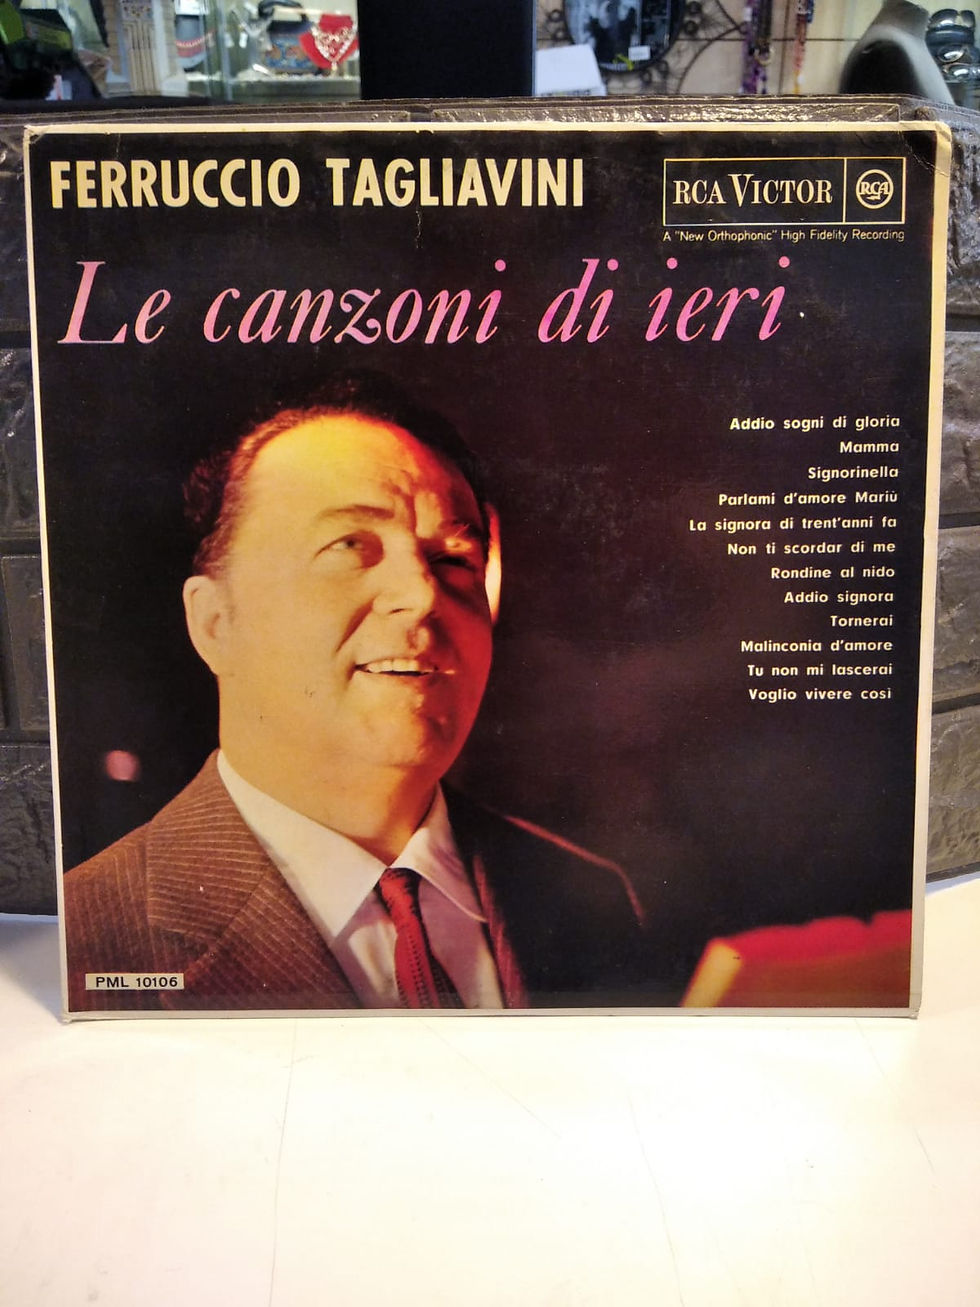 FERRUCCIO TAGLIAVINI
RCA VICTOR
RCA
A "New Orthophonic" High Fidelity Recording
Le canzoni di ieri
Addio sogni di gloria
Mamma
Signorinella
Parlami d'amore Mariù
La signora di trent'anni fa
Non ti scordar di me
Rondine al nido
Addio signora
Tornerai
Malinconia d'amore
Tu non mi lascerai
Voglio vivere così
PML 10106